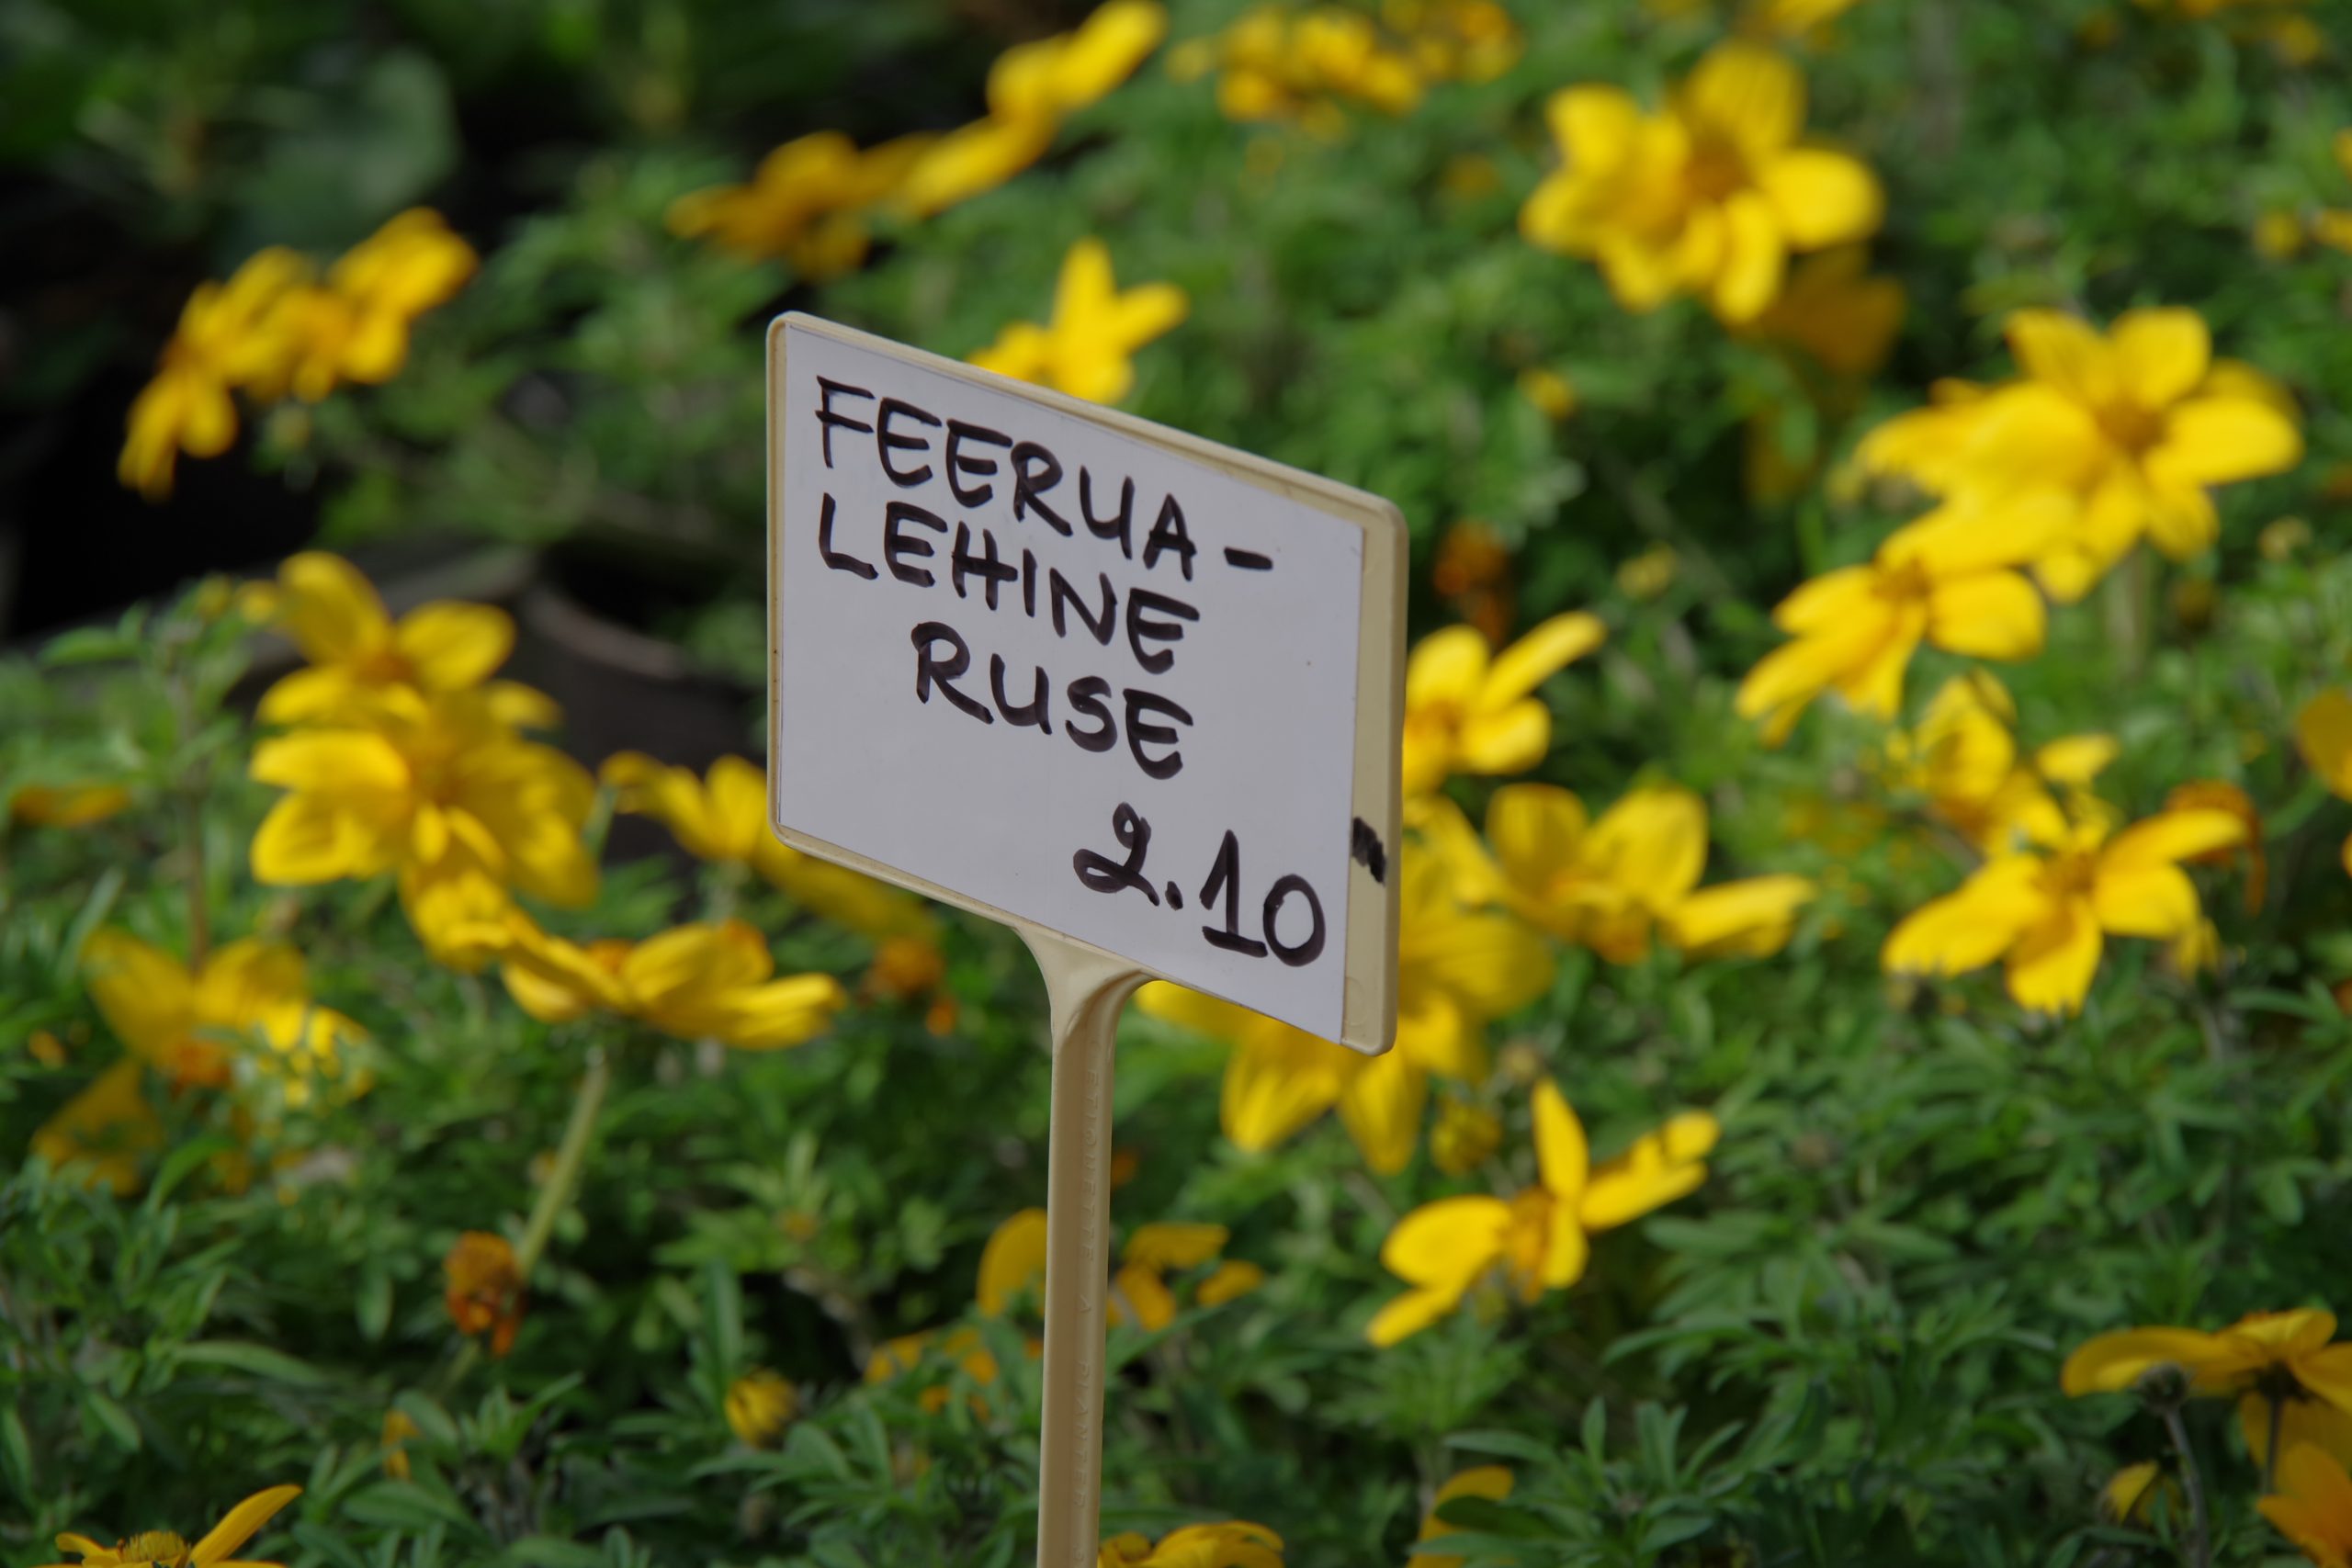 FEERUA-
LEHINE
RUSE
2.10